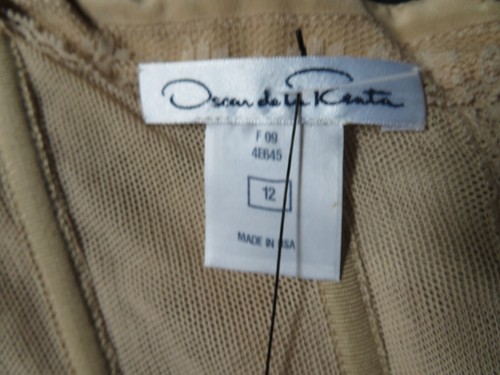 Oscar de la Renta
F 09
4E645
12
MADE IN USA